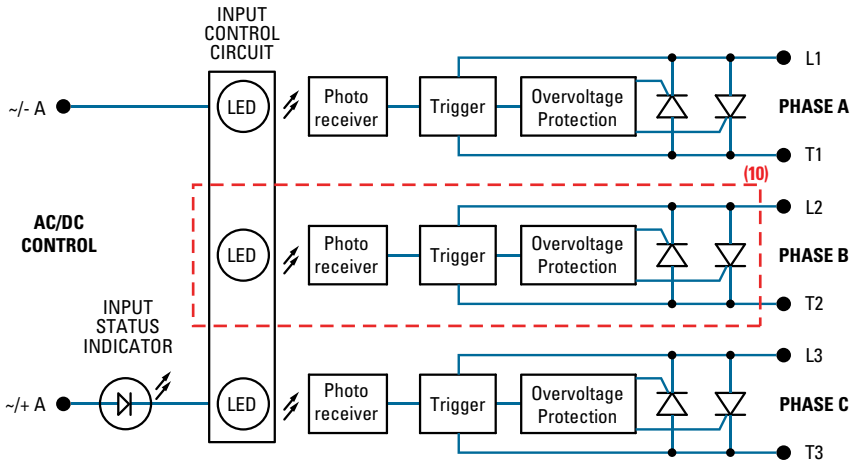 INPUT
CONTROL
CIRCUIT
~/- A
LED
Photo
receiver
Trigger
Overvoltage
Protection
L1
PHASE A
T1
(10)
AC/DC
CONTROL
LED
Photo
receiver
Trigger
Overvoltage
Protection
L2
PHASE B
T2
INPUT
STATUS
INDICATOR
~/+ A
LED
Photo
receiver
Trigger
Overvoltage
Protection
L3
PHASE C
T3